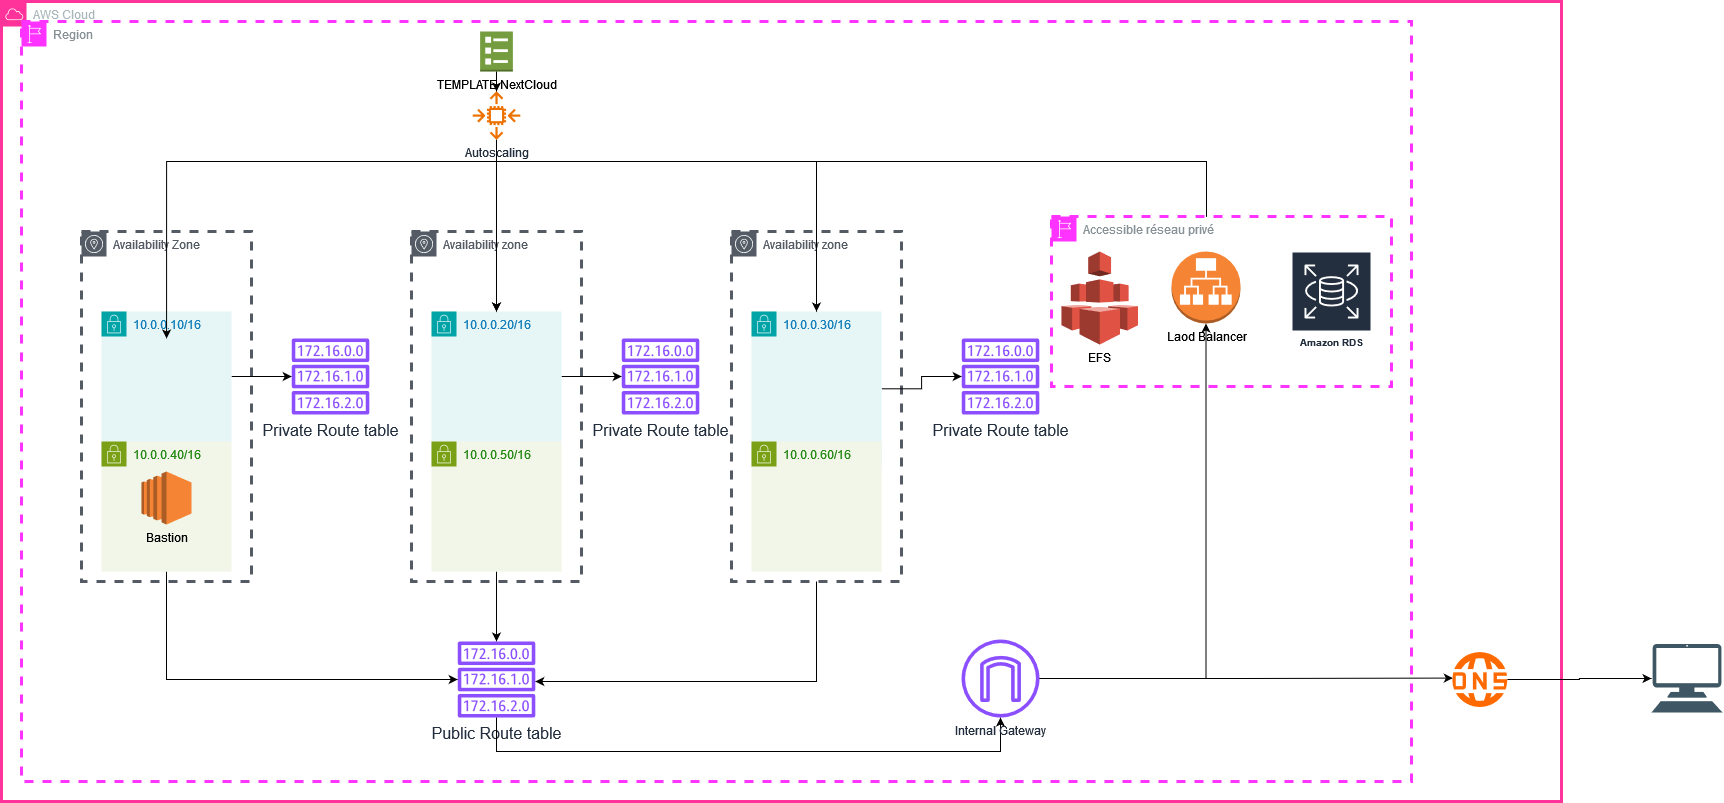 AWS Cloud
Region
TEMPLATE NextCloud
Autoscaling
Availability Zone
Availability zone
Availability zone
Accessible réseau privé
10.0.0.10/16
10.0.0.20/16
10.0.0.30/16
EFS
Laod Balancer
Amazon RDS
172.16.0.0
172.16.1.0
172.16.2.0
Private Route table
172.16.0.0
172.16.1.0
172.16.2.0
Private Route table
172.16.0.0
172.16.1.0
172.16.2.0
Private Route table
10.0.0.40/16
10.0.0.50/16
10.0.0.60/16
Bastion
172.16.0.0
172.16.1.0
172.16.2.0
Public Route table
Internal Gateway
DNS